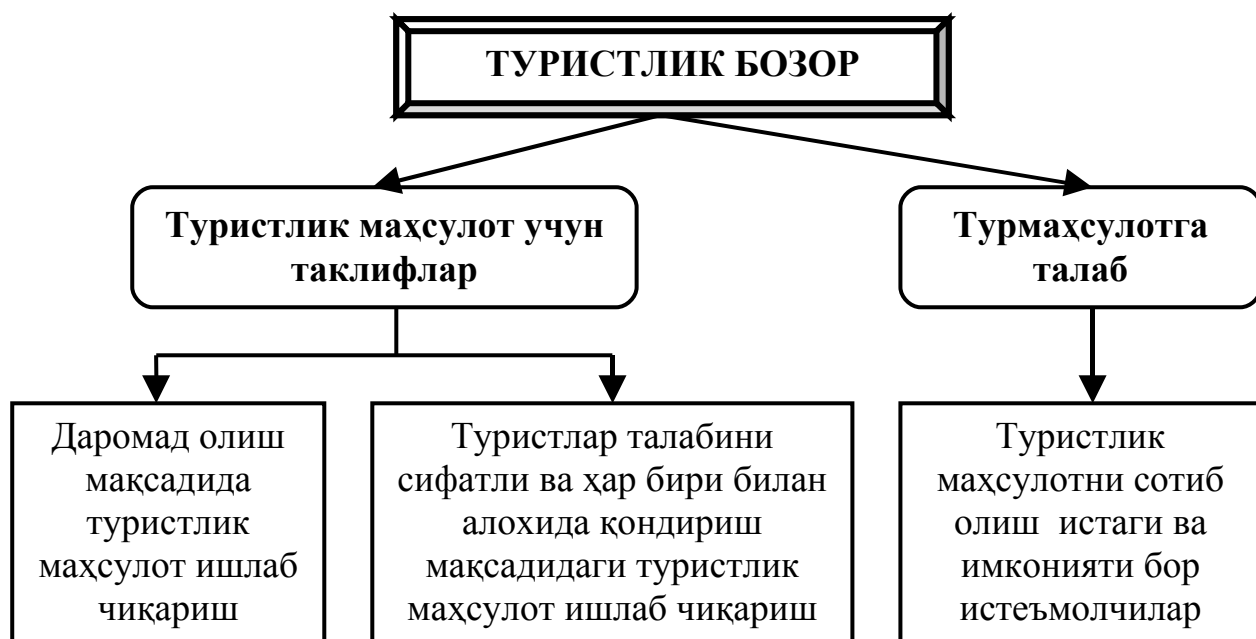 ТУРИСТЛИК БОЗОР
Туристлик маҳсулот учун
таклифлар
Турмаҳсулотга
талаб
Даромад олиш
мақсадида
туристлик
маҳсулот ишлаб
чиқариш
Туристлар талабини
сифатли ва ҳар бири билан
алохида қондириш
мақсадидаги туристлик
маҳсулот ишлаб чиқариш
Туристлик
маҳсулотни сотиб
олиш истаги ва
имконияти бор
истеъмолчилар